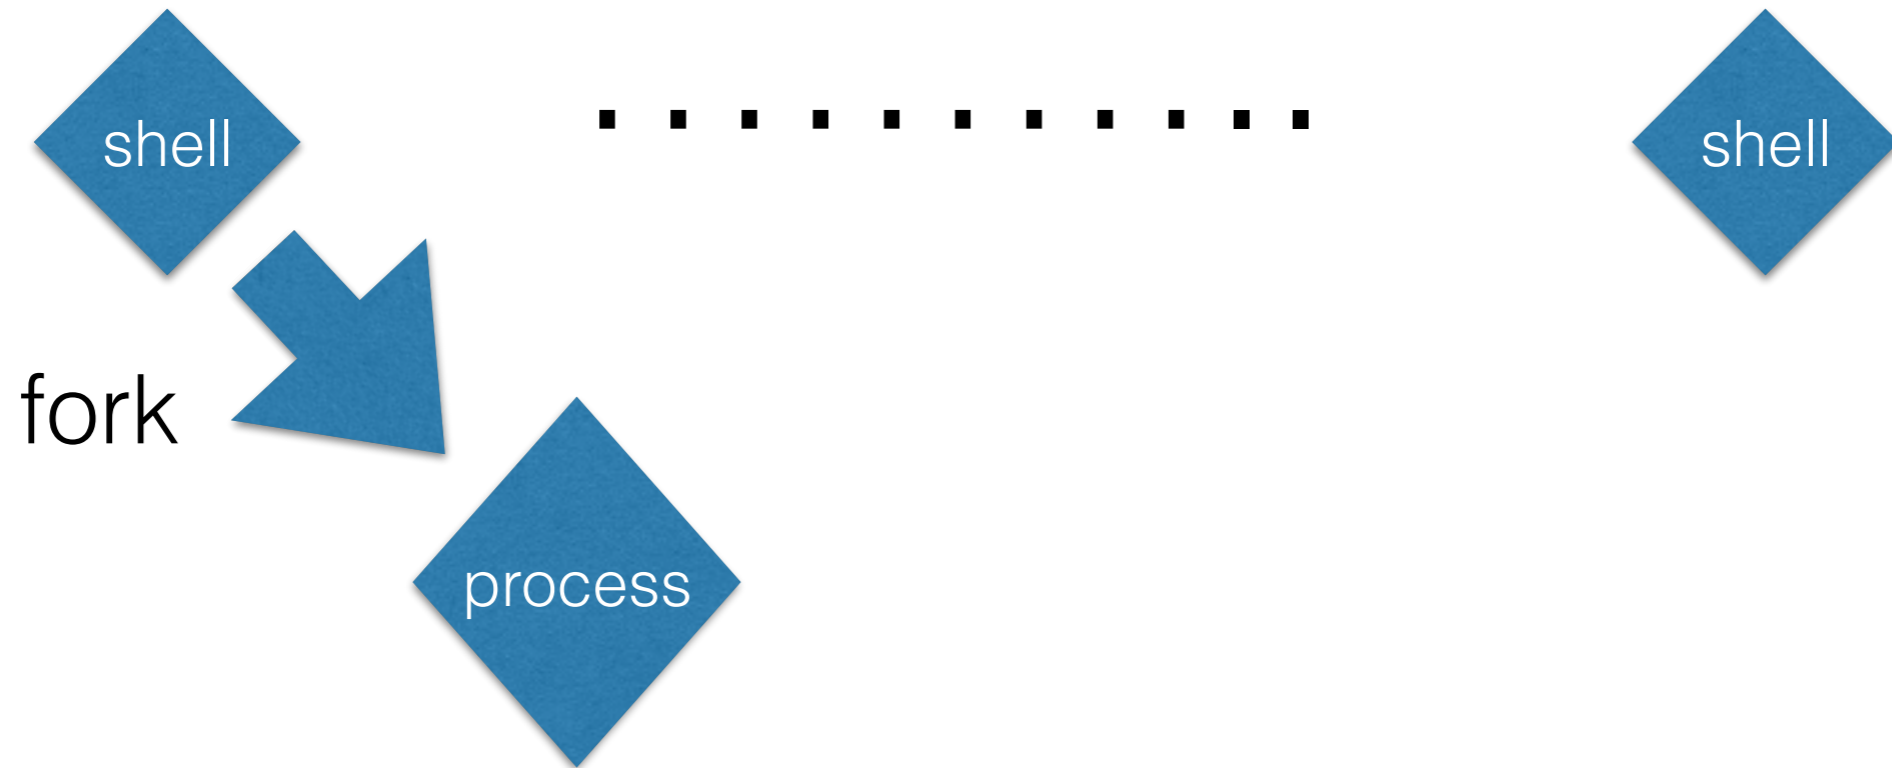 shell
...........
shell
fork
process